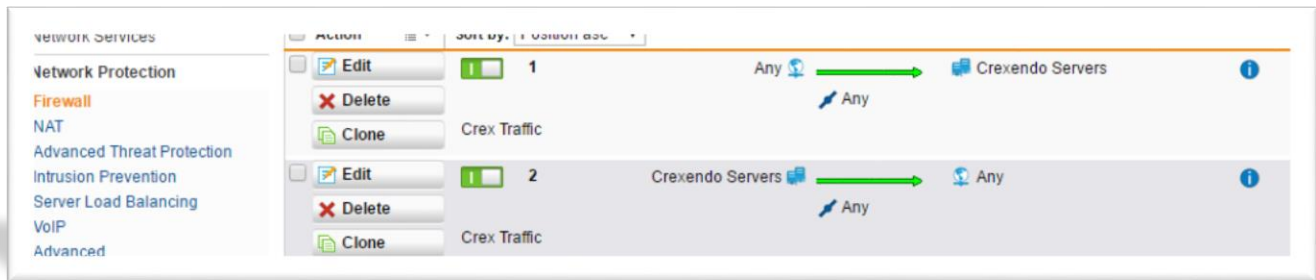 Network Services
Action Sort by: Position asc
Network Protection
Firewall
NAT
Advanced Threat Protection
Intrusion Prevention
Server Load Balancing
VoIP
Advanced
Edit 1 Any Crexendo Servers
Delete Any
Clone Crex Traffic
Edit 2 Crexendo Servers Any
Delete Any
Clone Crex Traffic